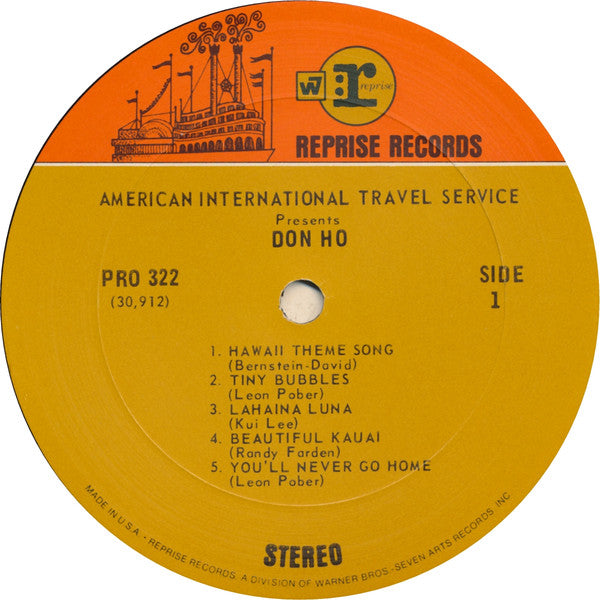 W7
r
reprise
REPRISE RECORDS
AMERICAN INTERNATIONAL TRAVEL SERVICE
Presents
DON HO
PRO 322
(30,912)
SIDE
1
1. HAWAII THEME SONG
(Bernstein-David)
2. TINY BUBBLES
(Leon Pober)
3. LAHAINA LUNA
(Kui Lee)
4. BEAUTIFUL KAUAI
(Randy Farden)
5. YOU'LL NEVER GO HOME
(Leon Pober)
STEREO
MADE IN U.S.A. - REPRISE RECORDS, A DIVISION OF WARNER BROS.-SEVEN ARTS RECORDS, INC